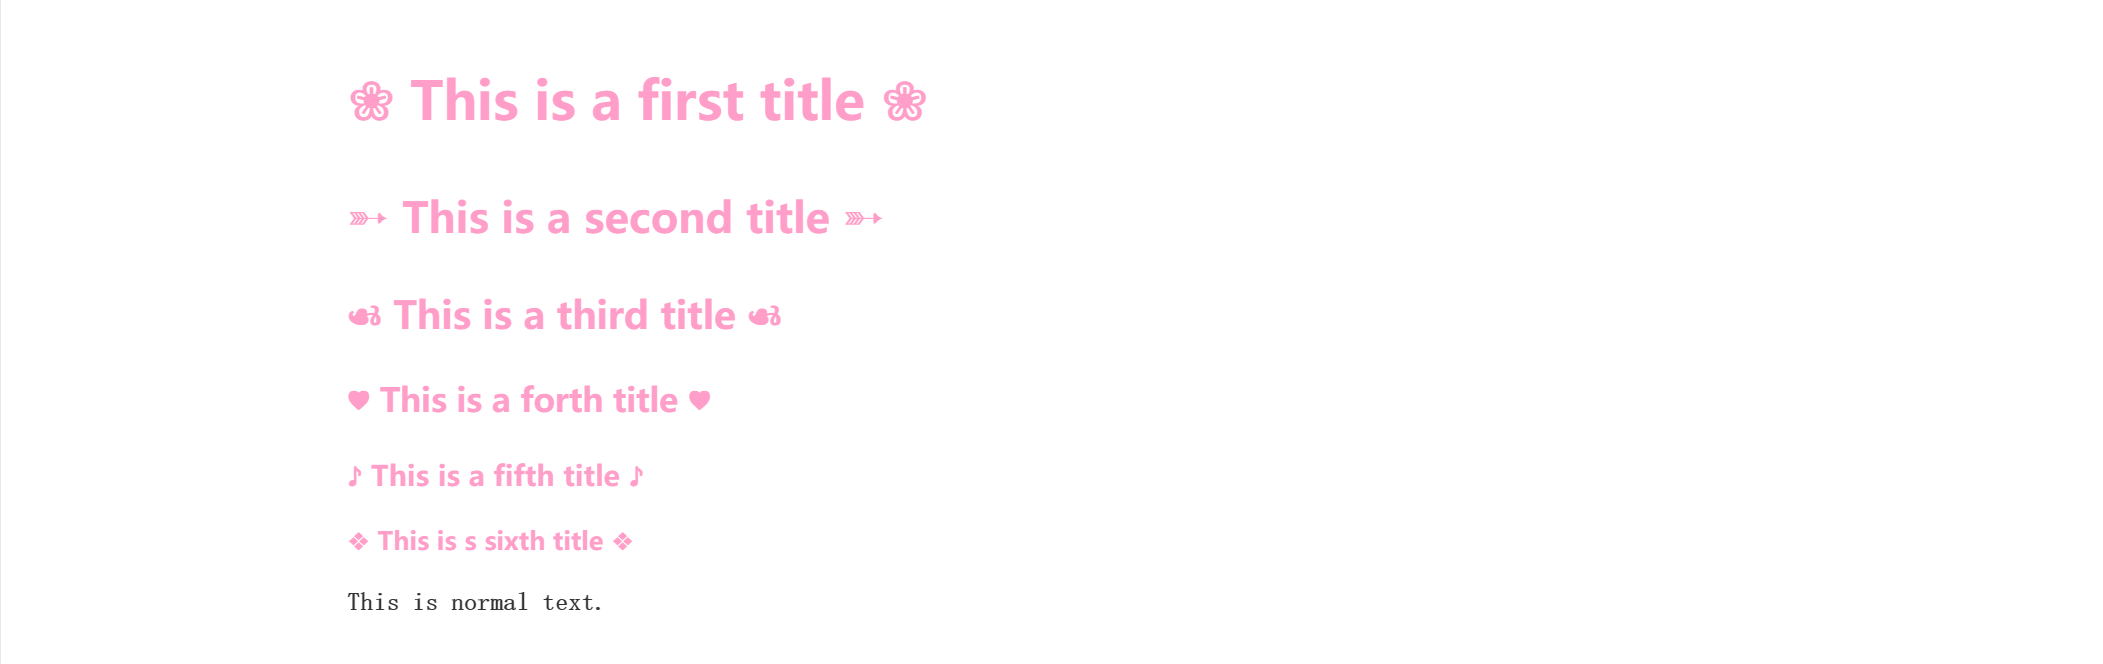 ❀ This is a first title ❀
➳ This is a second title ➳
☙ This is a third title ☙
♥ This is a forth title ♥
♪ This is a fifth title ♪
❖ This is s sixth title ❖
This is normal text.